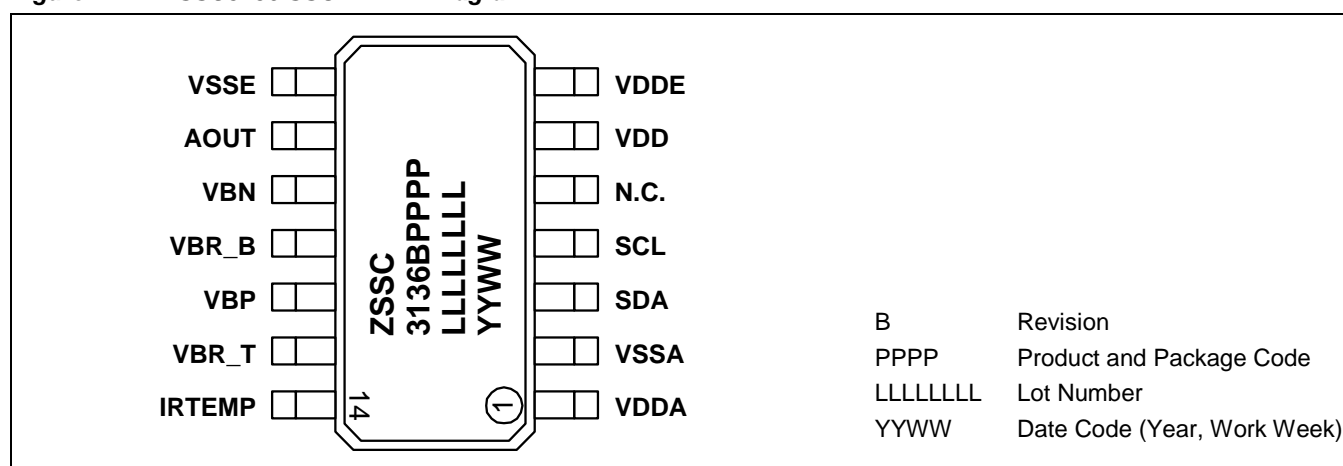 VSSE
AOUT
VBN
VBR_B
VBP
VBR_T
IRTEMP
ZSSC
3136BPPPP
LLLLLLLL
YYWW
14
1
VDDE
VDD
N.C.
SCL
SDA
VSSA
VDDA
B Revision
PPPP Product and Package Code
LLLLLLLL Lot Number
YYWW Date Code (Year, Work Week)